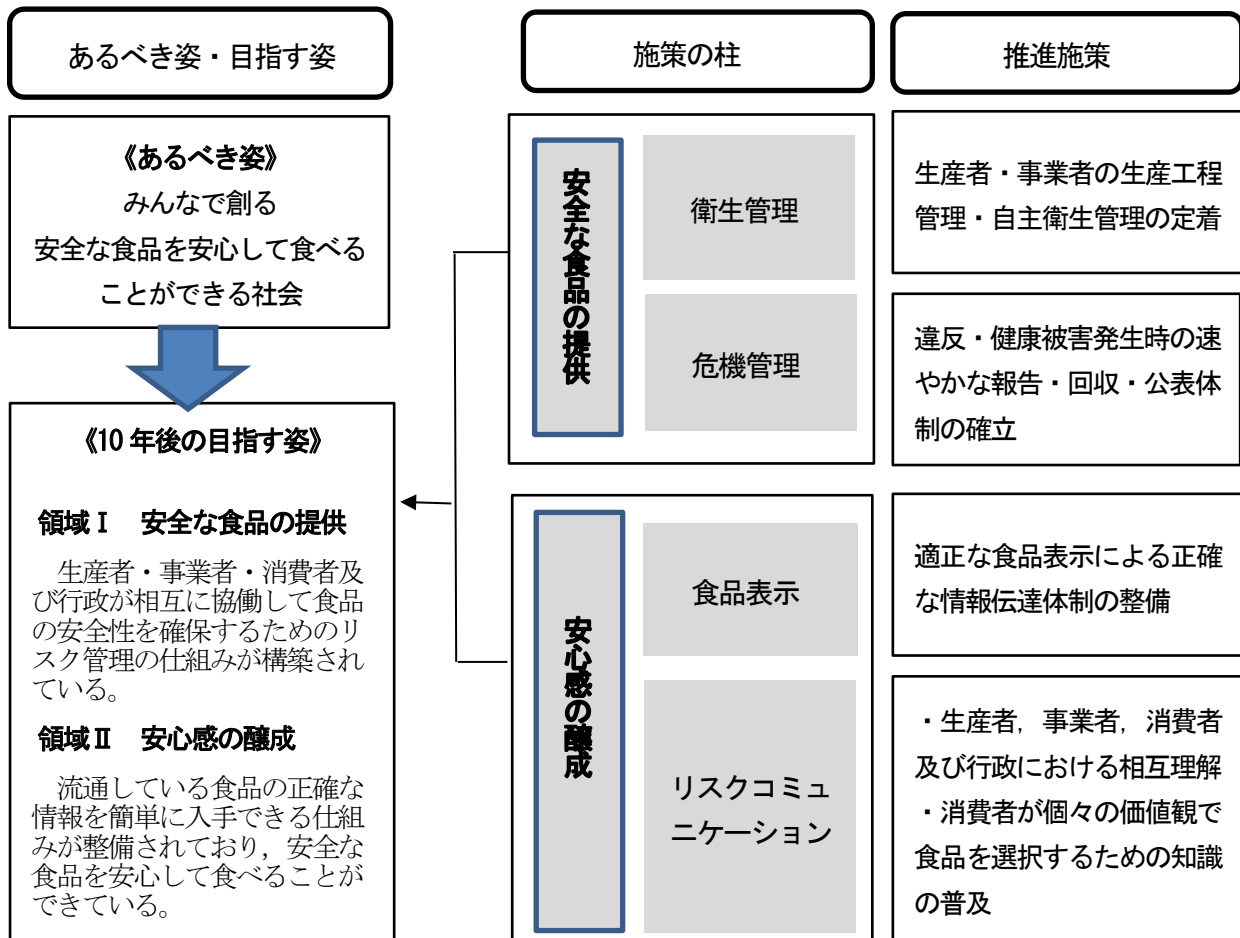 あるべき姿・目指す姿
施策の柱
推進施策
《あるべき姿》
みんなで創る
安全な食品を安心して食べる
ことができる社会
《10年後の目指す姿》
領域Ⅰ 安全な食品の提供
生産者・事業者・消費者及
び行政が相互に協働して食品
の安全性を確保するためのリ
スク管理の仕組みが構築され
ている。
領域Ⅱ 安心感の醸成
流通している食品の正確な
情報を簡単に入手できる仕組
みが整備されており，安全な
食品を安心して食べることが
できている。
安全な食品の提供
衛生管理
生産者・事業者の生産工程
管理・自主衛生管理の定着
危機管理
違反・健康被害発生時の速
やかな報告・回収・公表体
制の確立
安心感の醸成
食品表示
適正な食品表示による正確
な情報伝達体制の整備
リスクコミュ
ニケーション
・生産者，事業者，消費者
及び行政における相互理解
・消費者が個々の価値観で
食品を選択するための知識
の普及